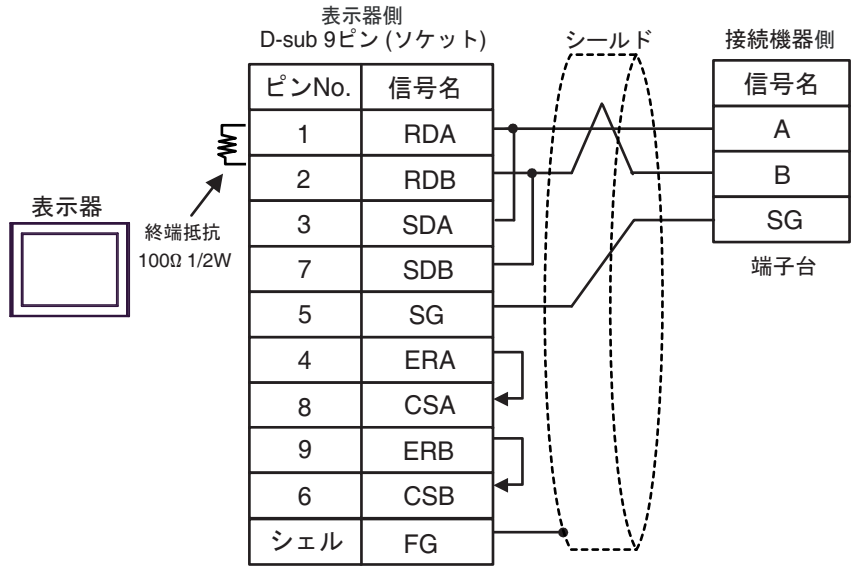 表示器側
D-sub 9ピン (ソケット)
シールド
接続機器側
ピンNo. 信号名
信号名
1 RDA
A
2 RDB
B
3 SDA
SG
7 SDB
端子台
5 SG
4 ERA
8 CSA
9 ERB
6 CSB
シェル FG
表示器
終端抵抗
100Ω 1/2W